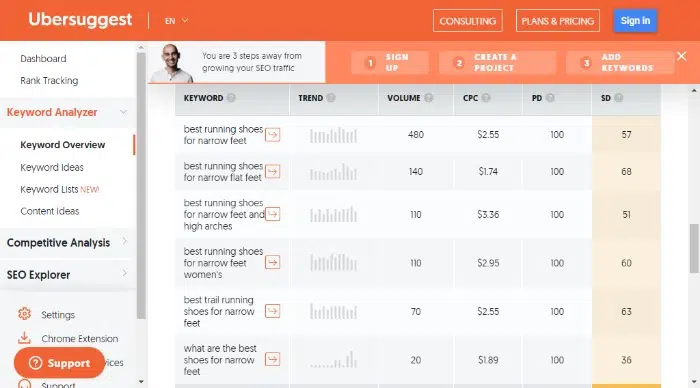 Ubersuggest
EN
CONSULTING
PLANS & PRICING
Sign in
Dashboard
Rank Tracking
Keyword Analyzer
Keyword Overview
Keyword Ideas
Keyword Lists NEW!
Content Ideas
Competitive Analysis
SEO Explorer
Settings
Chrome Extension
vices
Support
Support
You are 3 steps away from
growing your SEO traffic
1 SIGN
UP
2 CREATE A
PROJECT
3 ADD
KEYWORDS
KEYWORD TREND VOLUME CPC PD SD
best running shoes
for narrow feet
480 $2.55 100 57
best running shoes
for narrow flat feet
140 $1.74 100 68
best running shoes
for narrow feet and
high arches
110 $3.36 100 51
best running shoes
for narrow feet
women's
110 $2.95 100 60
best trail running
shoes for narrow
feet
70 $2.55 100 63
what are the best
shoes for narrow
feet
20 $1.89 100 36